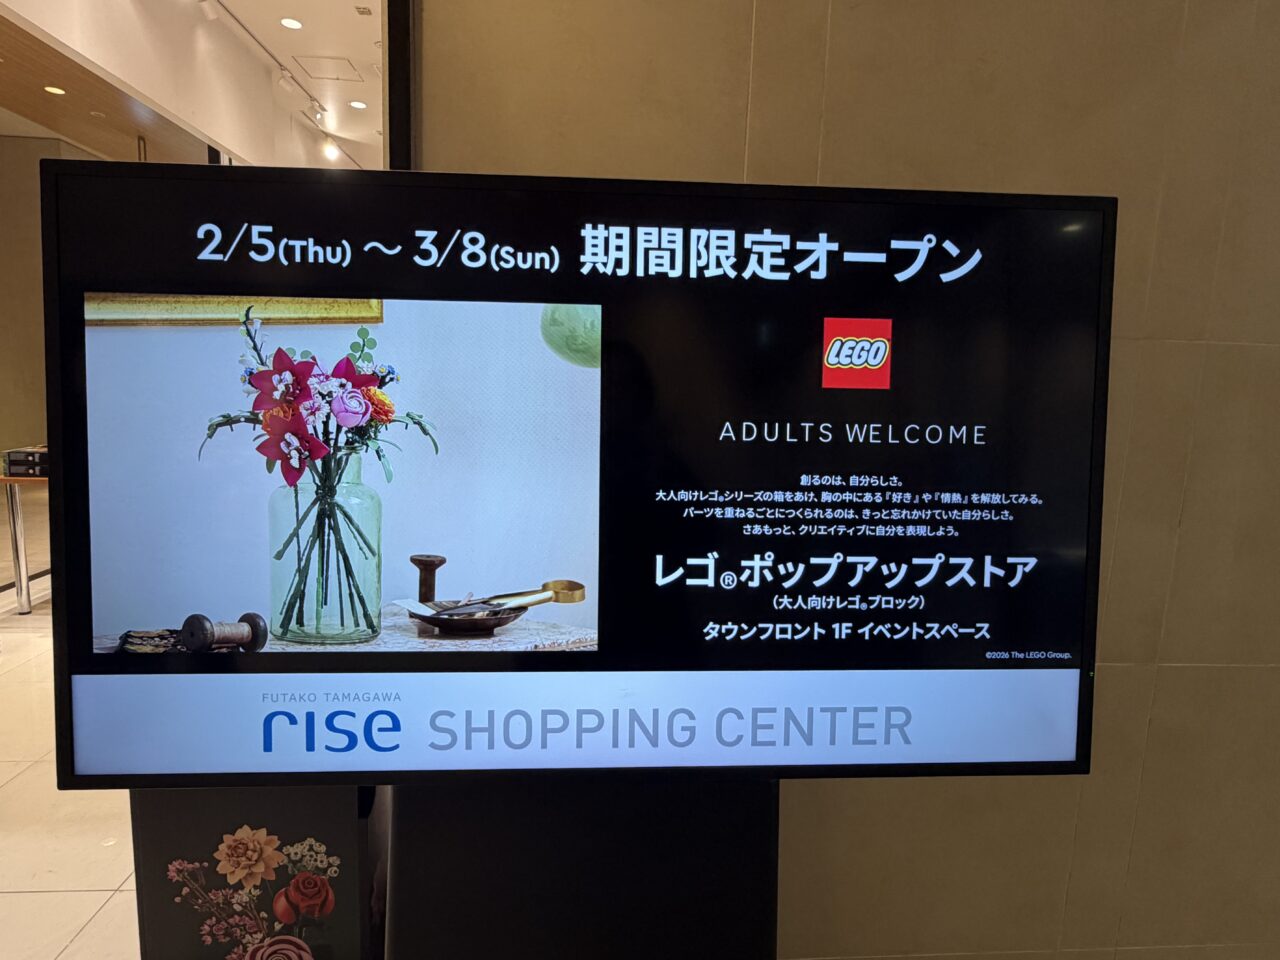 2/5(Thu) ～ 3/8(Sun) 期間限定オープン
LEGO
ADULTS WELCOME
創るのは、自分らしさ。
大人向けレゴ®シリーズの箱をあけ、胸の中にある『好き』や『情熱』を解放してみる。
パーツを重ねるごとにつくられるのは、きっと忘れかけていた自分らしさ。
さあもっと、クリエイティブに自分を表現しよう。
レゴ®ポップアップストア
（大人向けレゴ®ブロック）
タウンフロント 1F イベントスペース
©2026 The LEGO Group.
FUTAKO TAMAGAWA
rise SHOPPING CENTER